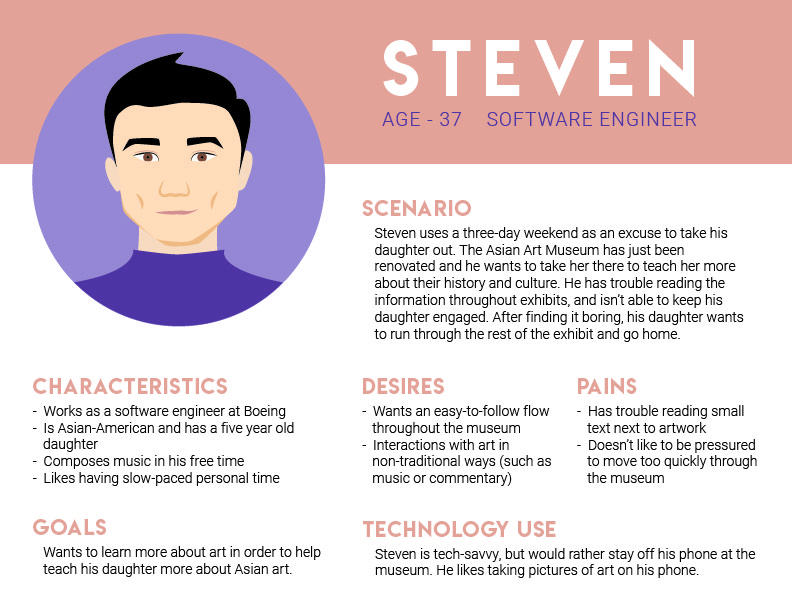 STEVEN
AGE - 37 SOFTWARE ENGINEER
SCENARIO
Steven uses a three-day weekend as an excuse to take his
daughter out. The Asian Art Museum has just been
renovated and he wants to take her there to teach her more
about their history and culture. He has trouble reading the
information throughout exhibits, and isn't able to keep his
daughter engaged. After finding it boring, his daughter wants
to run through the rest of the exhibit and go home.
CHARACTERISTICS
- Works as a software engineer at Boeing
- Is Asian-American and has a five year old
daughter
- Composes music in his free time
- Likes having slow-paced personal time
DESIRES
- Wants an easy-to-follow flow
throughout the museum
- Interactions with art in
non-traditional ways (such as
music or commentary)
PAINS
- Has trouble reading small
text next to artwork
- Doesn't like to be pressured
to move too quickly through
the museum
GOALS
Wants to learn more about art in order to help
teach his daughter more about Asian art.
TECHNOLOGY USE
Steven is tech-savvy, but would rather stay off his phone at the
museum. He likes taking pictures of art on his phone.